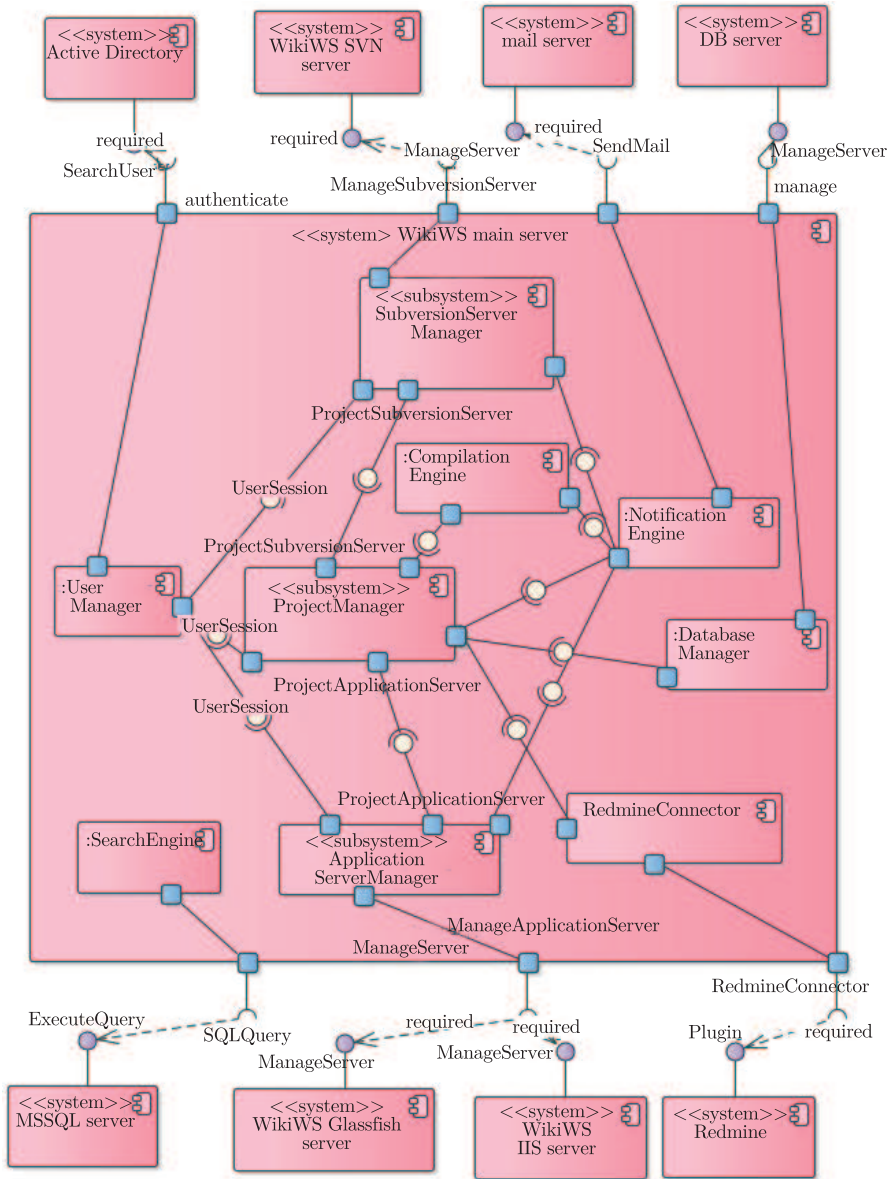 <<system>>
Active Directory
<<system>>
WikiWS SVN
server
<<system>>
mail server
<<system>>
DB server
required
SearchUser
required
ManageServer
required
SendMail
ManageServer
ManageSubversionServer
manage
authenticate
<<system> WikiWS main server
<<subsystem>>
SubversionServer
Manager
ProjectSubversionServer
:Compilation
Engine
UserSession
:Notification
Engine
ProjectSubversionServer
:User
Manager
<<subsystem>>
ProjectManager
UserSession
:Database
Manager
ProjectApplicationServer
UserSession
ProjectApplicationServer
RedmineConnector
:SearchEngine
<<subsystem>>
Application
ServerManager
ManageApplicationServer
ManageServer
RedmineConnector
ExecuteQuery
SQLQuery
required
required
ManageServer
ManageServer
Plugin
required
<<system>>
MSSQL server
<<system>>
WikiWS Glassfish
server
<<system>>
WikiWS
IIS server
<<system>>
Redmine